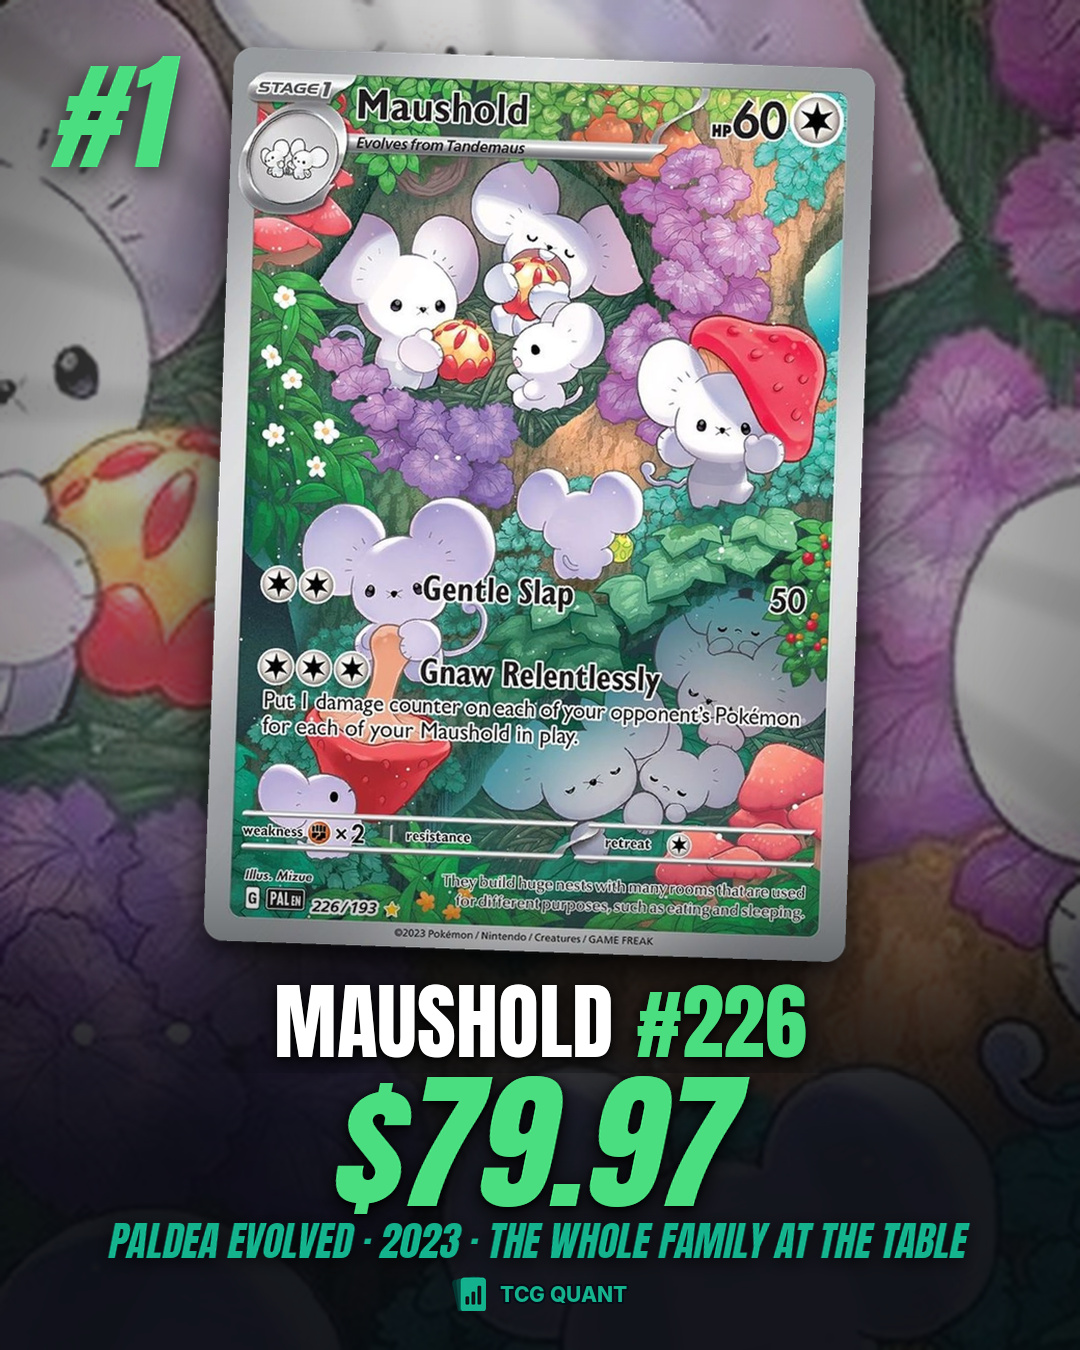 #1
STAGE1
Maushold
HP60
Evolves from Tandemaus
Gentle Slap 50
Gnaw Relentlessly
Put 1 damage counter on each of your opponent's Pokémon
for each of your Maushold in play.
weakness ×2 resistance retreat
Illus. Mizue
They build huge nests with many rooms that are used
for different purposes, such as eating and sleeping.
G PAL EN 226/193
©2023 Pokémon / Nintendo / Creatures / GAME FREAK
MAUSHOLD #226
$79.97
PALDEA EVOLVED · 2023 · THE WHOLE FAMILY AT THE TABLE
TCG QUANT